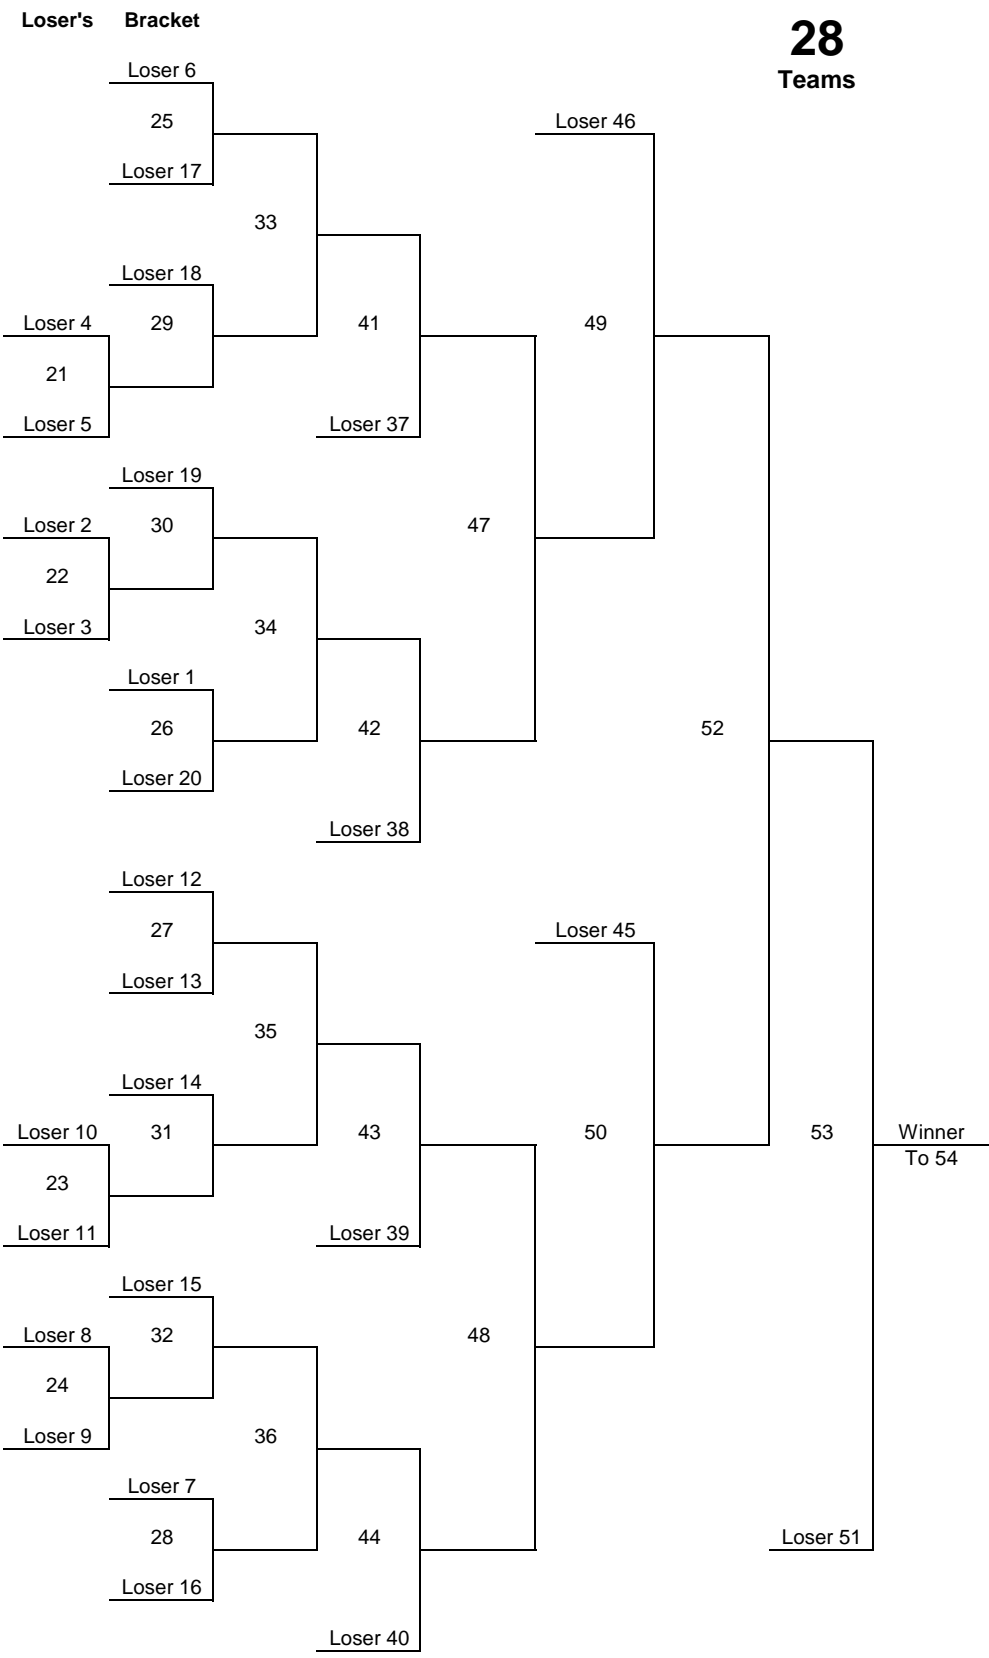 Loser's Bracket
28
Teams
Loser 6
25
Loser 46
Loser 17
33
Loser 18
Loser 4
29
41
49
21
Loser 5
Loser 37
Loser 19
Loser 2
30
47
22
Loser 3
34
Loser 1
26
42
52
Loser 20
Loser 38
Loser 12
27
Loser 45
Loser 13
35
Loser 14
Loser 10
31
43
50
53
Winner
To 54
23
Loser 11
Loser 39
Loser 15
Loser 8
32
48
24
Loser 9
36
Loser 7
28
44
Loser 51
Loser 16
Loser 40